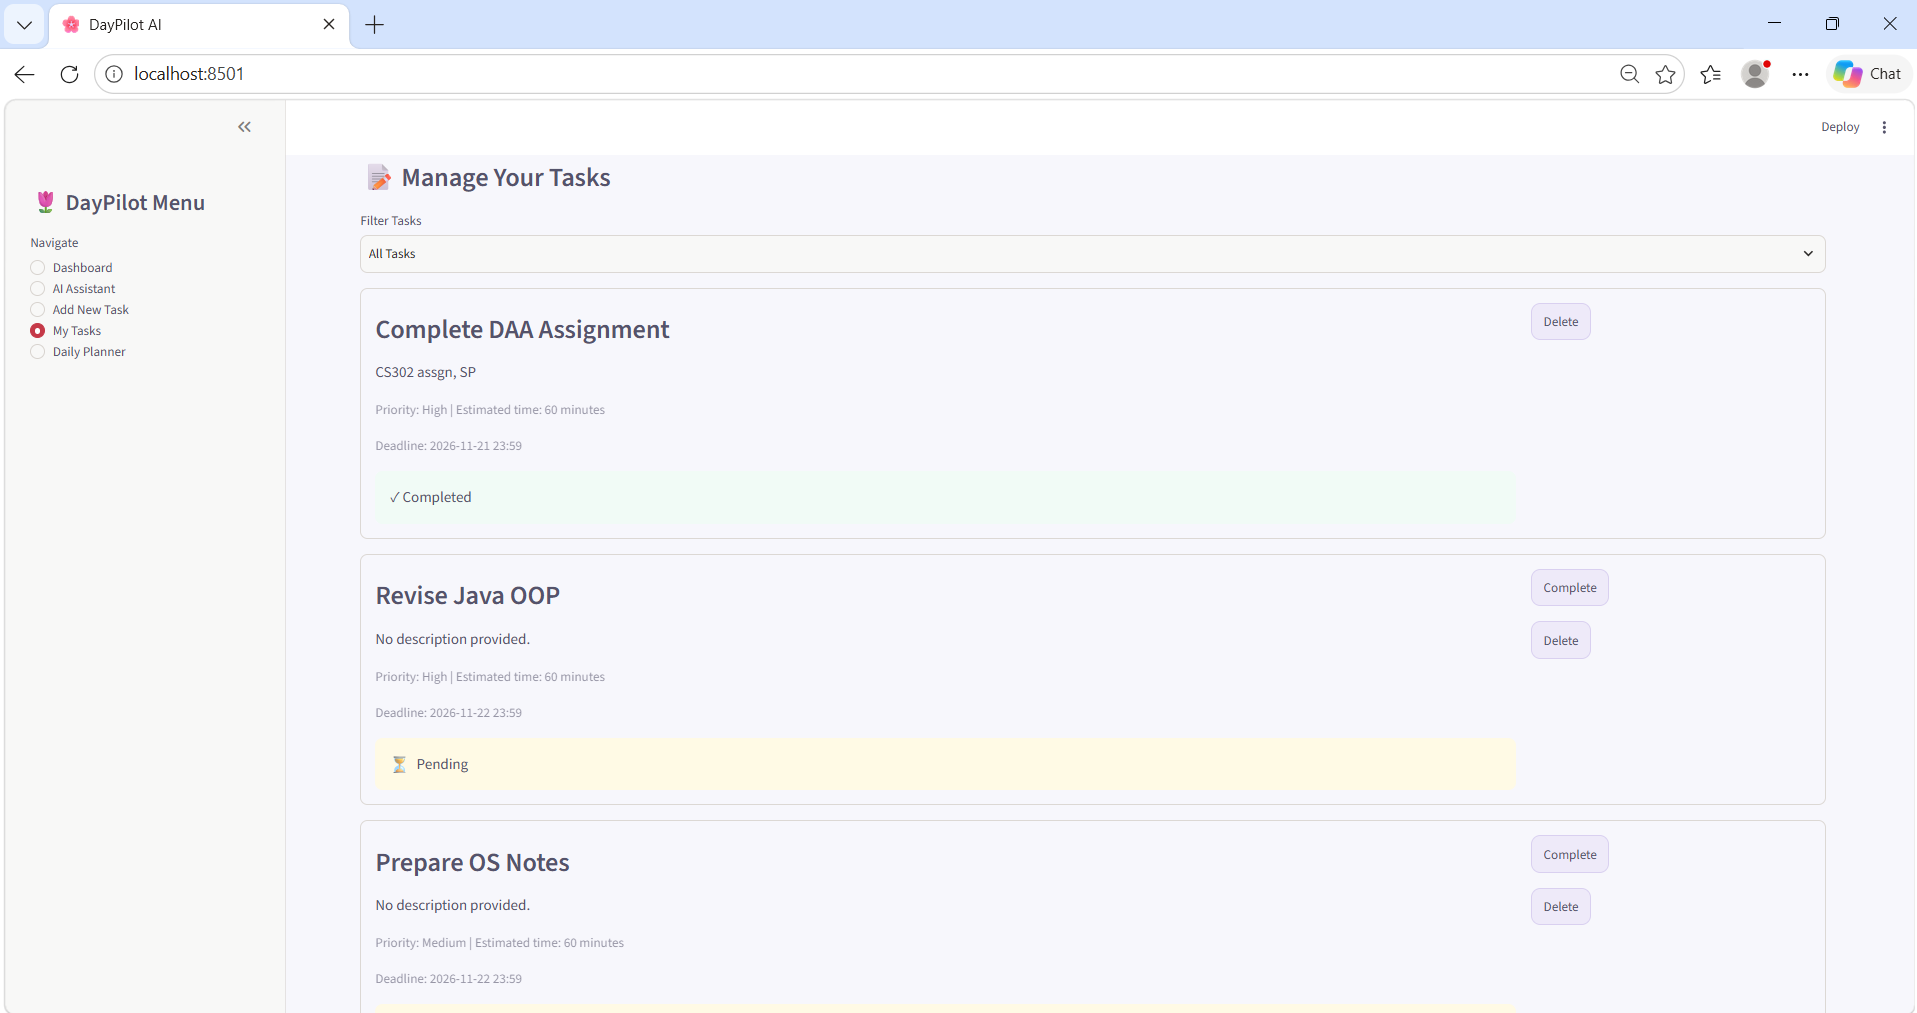 DayPilot AI
localhost:8501
Chat
Deploy
DayPilot Menu
Navigate
Dashboard
AI Assistant
Add New Task
My Tasks
Daily Planner
Manage Your Tasks
Filter Tasks
All Tasks
Complete DAA Assignment
Delete
CS302 assgn, SP
Priority: High | Estimated time: 60 minutes
Deadline: 2026-11-21 23:59
✓ Completed
Revise Java OOP
Complete
No description provided.
Delete
Priority: High | Estimated time: 60 minutes
Deadline: 2026-11-22 23:59
Pending
Prepare OS Notes
Complete
No description provided.
Delete
Priority: Medium | Estimated time: 60 minutes
Deadline: 2026-11-22 23:59